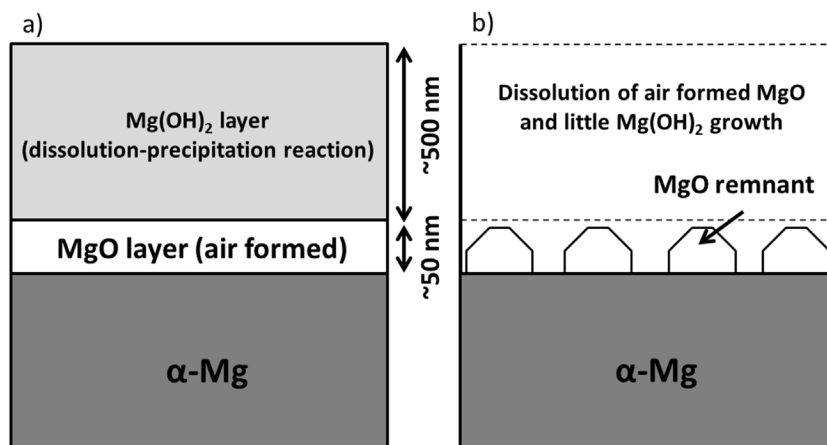 a)
Mg(OH)₂ layer
(dissolution-precipitation reaction)
MgO layer (air formed)
α-Mg
~500 nm
~50 nm
b)
Dissolution of air formed MgO
and little Mg(OH)₂ growth
MgO remnant
α-Mg